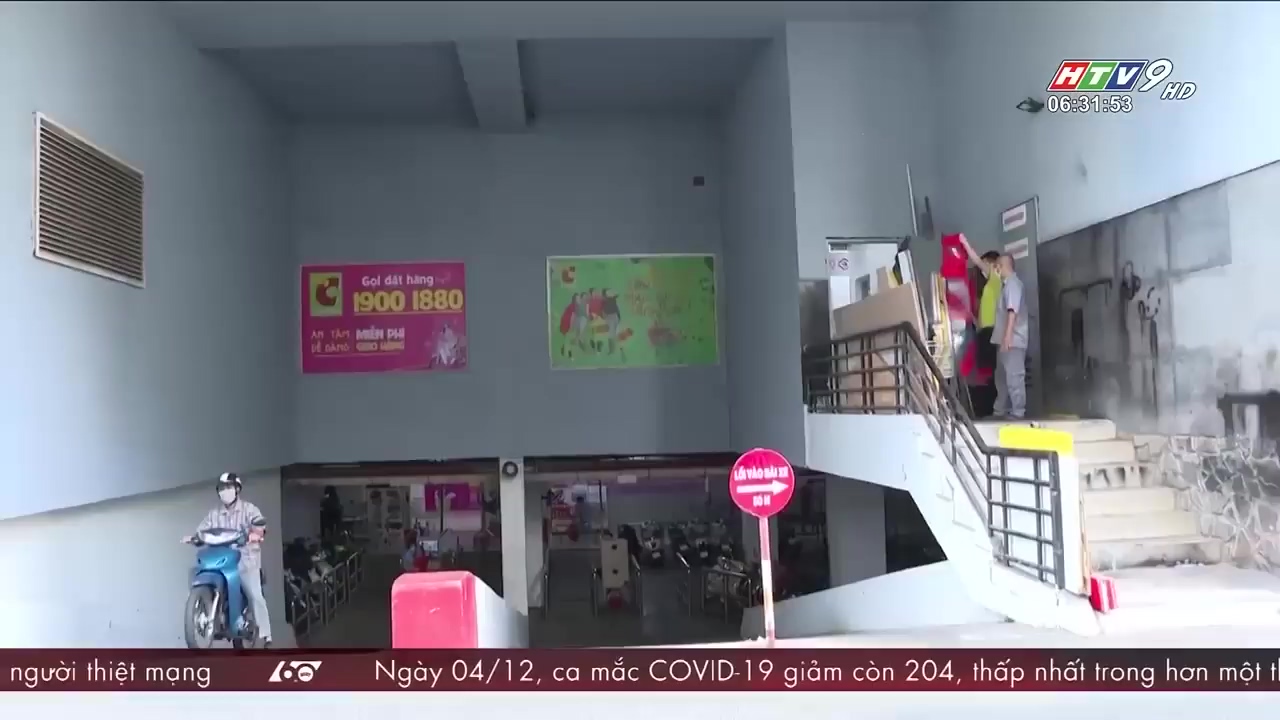 HTV9 HD
06:31:53
Gọi đặt hàng
1900 1880
AN TÂM MIỄN PHÍ
DỄ DÀNG GIAO HÀNG
LỐI VÀO BÃI XE
người thiệt mạng
60
Ngày 04/12, ca mắc COVID-19 giảm còn 204, thấp nhất trong hơn một